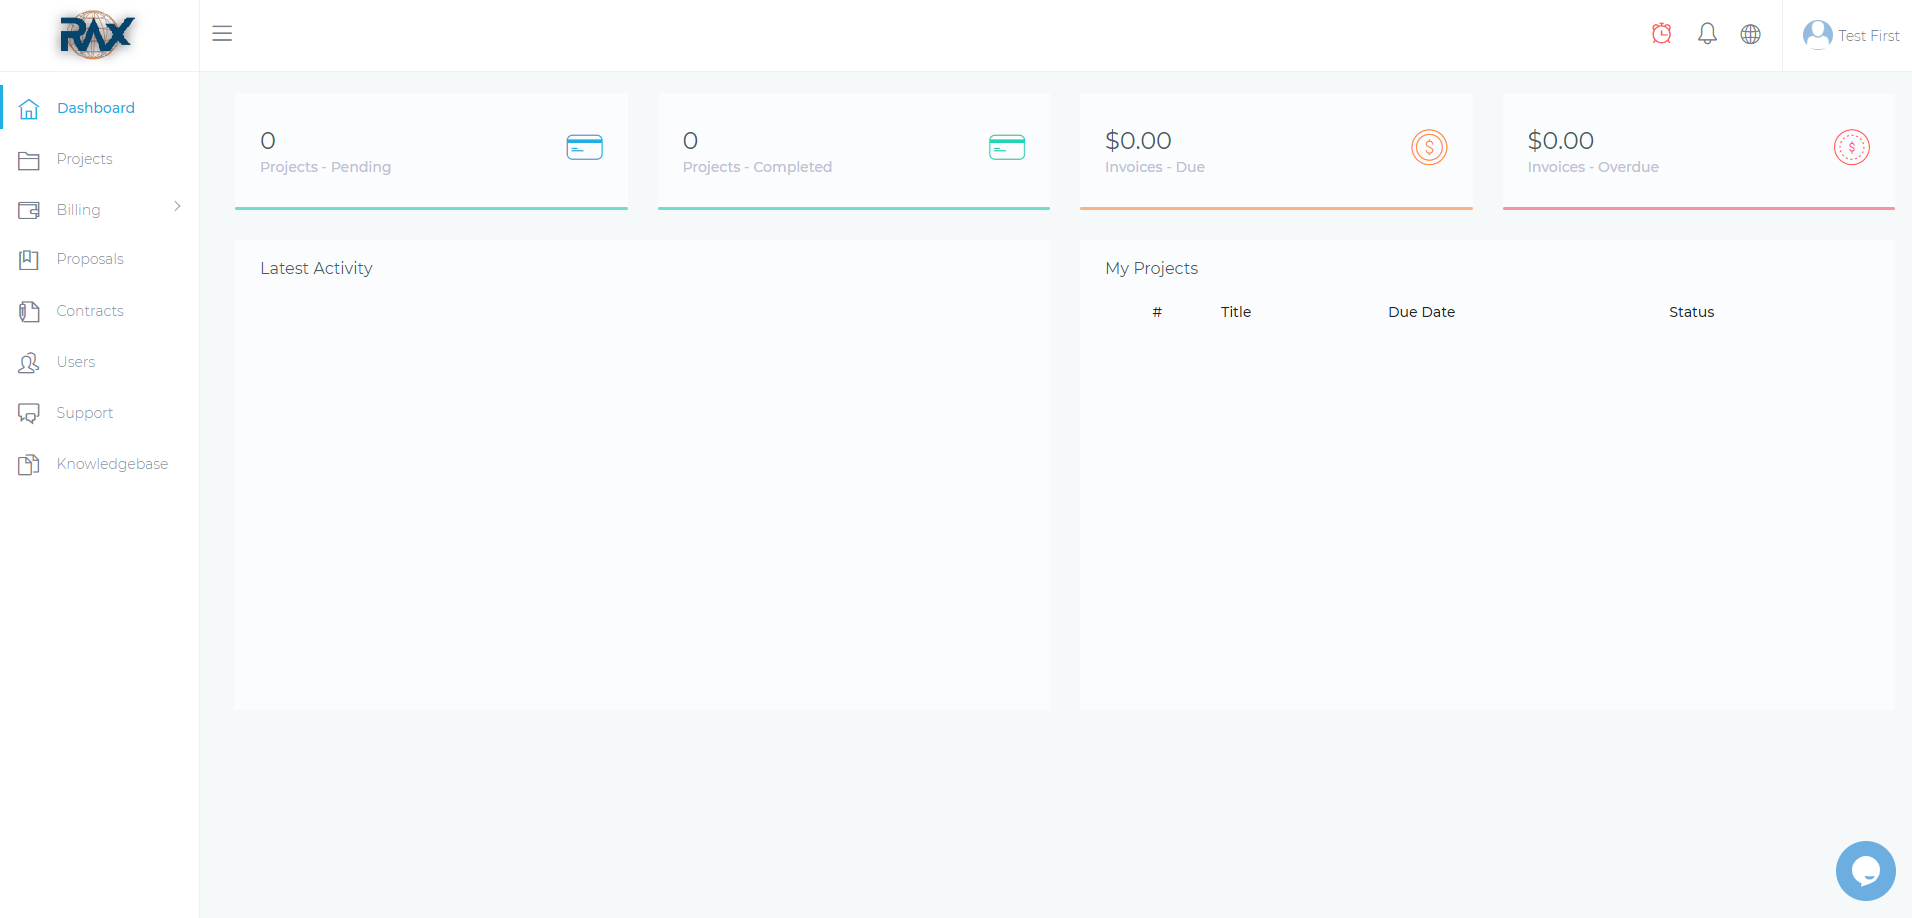 RAX
Test First
Dashboard
Projects
Billing
Proposals
Contracts
Users
Support
Knowledgebase
0
Projects - Pending
0
Projects - Completed
$0.00
Invoices - Due
$0.00
Invoices - Overdue
Latest Activity
My Projects
# Title Due Date Status